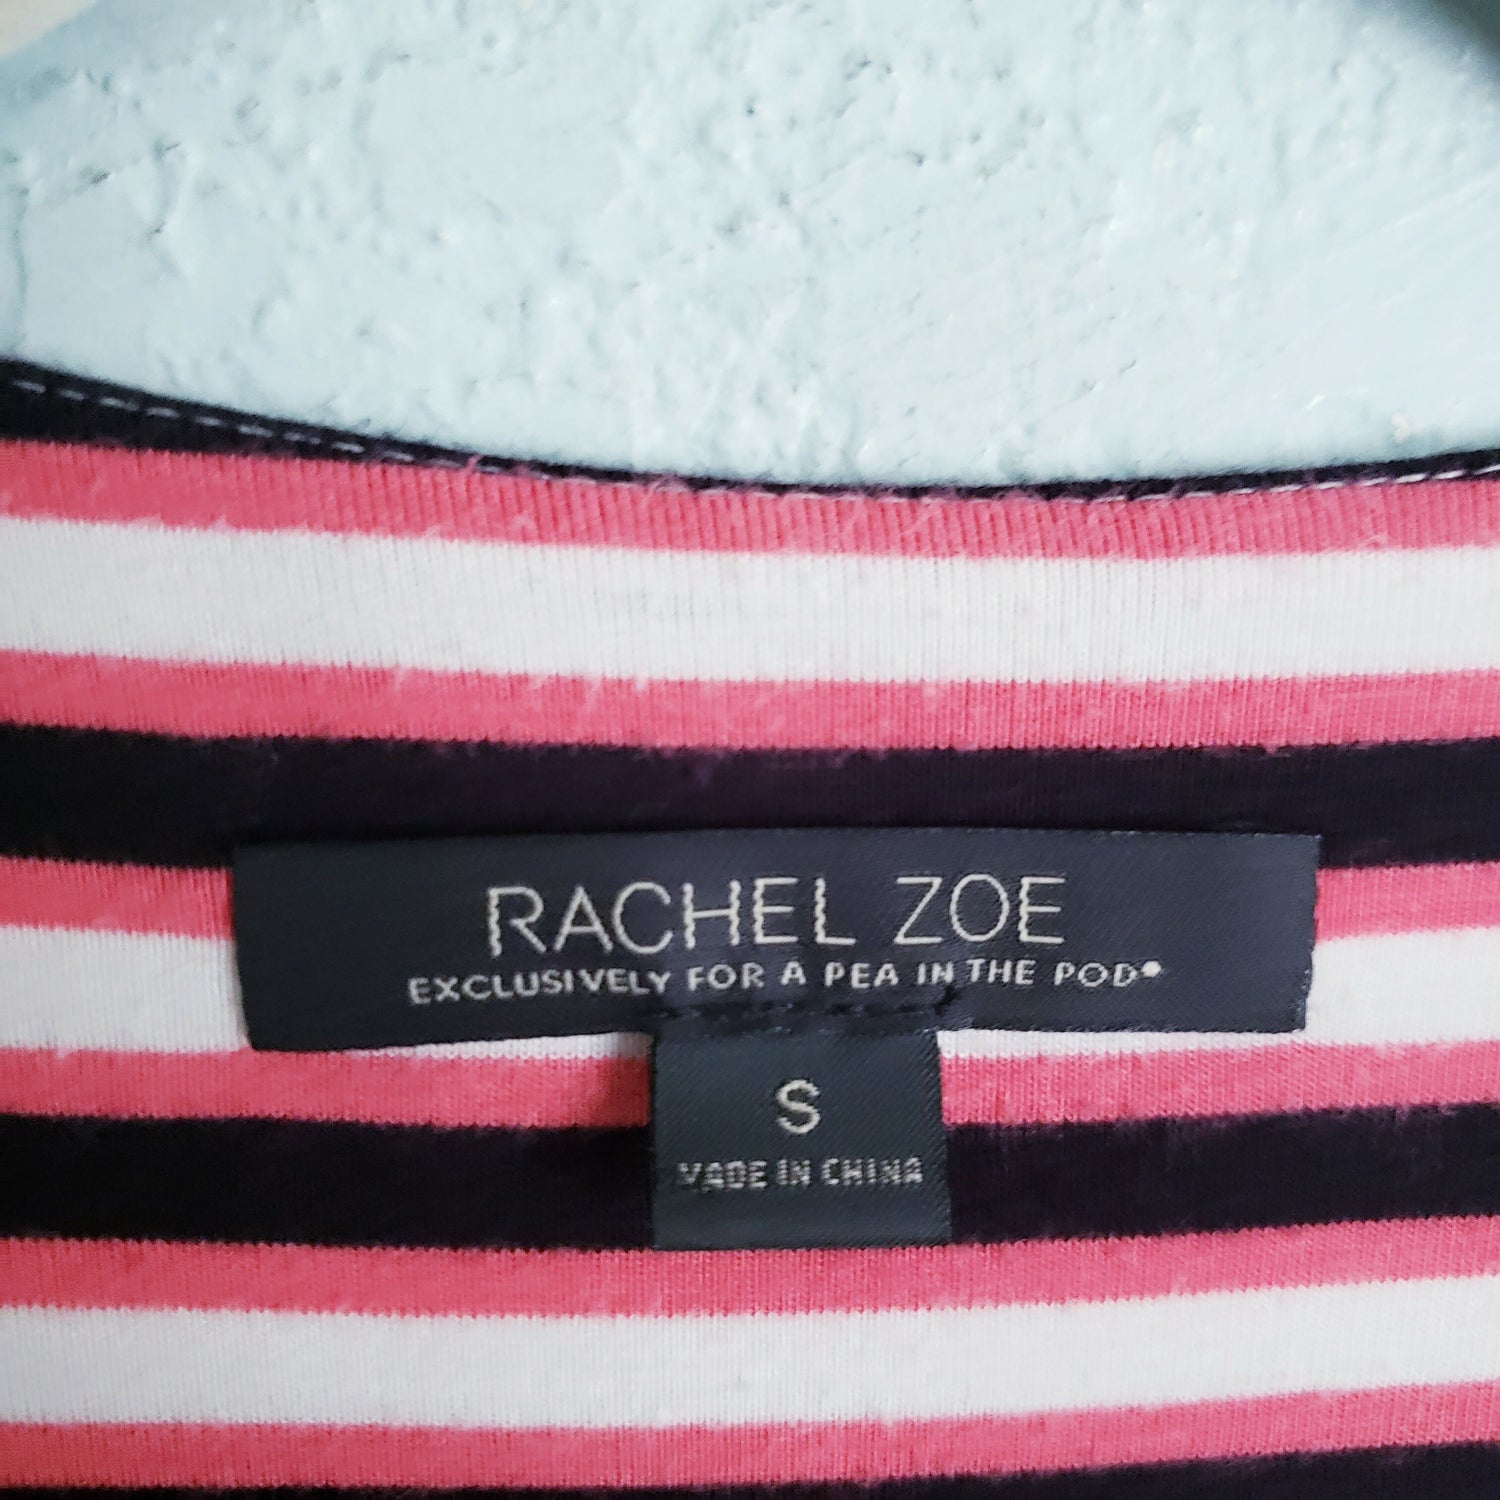 RACHEL ZOE
EXCLUSIVELY FOR A PEA IN THE POD®
S
MADE IN CHINA